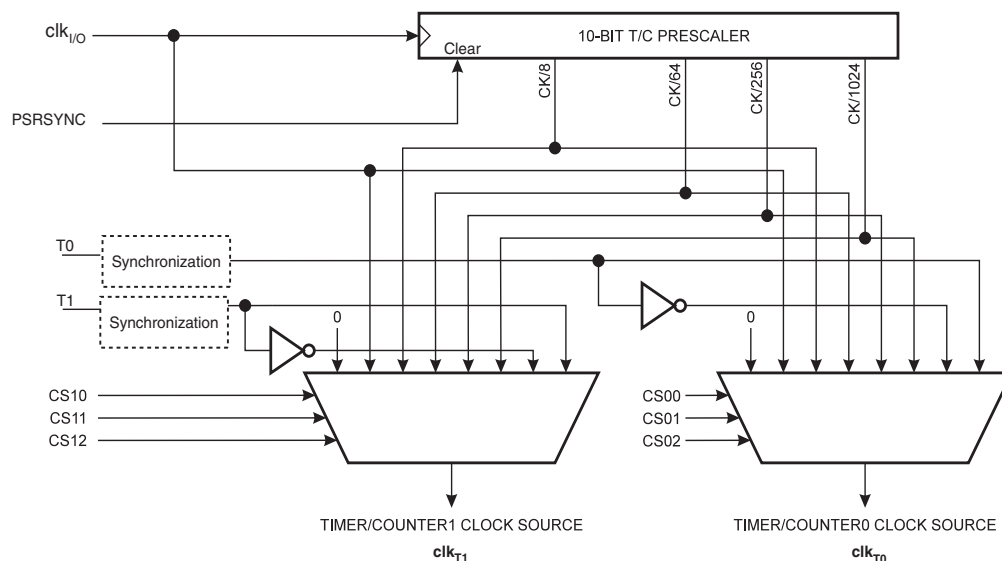 clkI/O
10-BIT T/C PRESCALER
Clear
CK/8
CK/64
CK/256
CK/1024
PSRSYNC
T0
Synchronization
T1
Synchronization
0
0
CS10
CS11
CS12
CS00
CS01
CS02
TIMER/COUNTER1 CLOCK SOURCE
clkT1
TIMER/COUNTER0 CLOCK SOURCE
clkT0